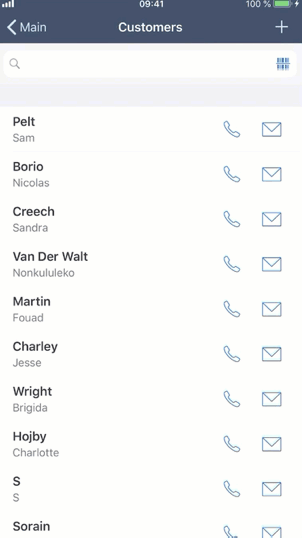 09:41
100 %
Main
Customers
Pelt
Sam
Borio
Nicolas
Creech
Sandra
Van Der Walt
Nonkululeko
Martin
Fouad
Charley
Jesse
Wright
Brigida
Hojby
Charlotte
S
S
Sorain